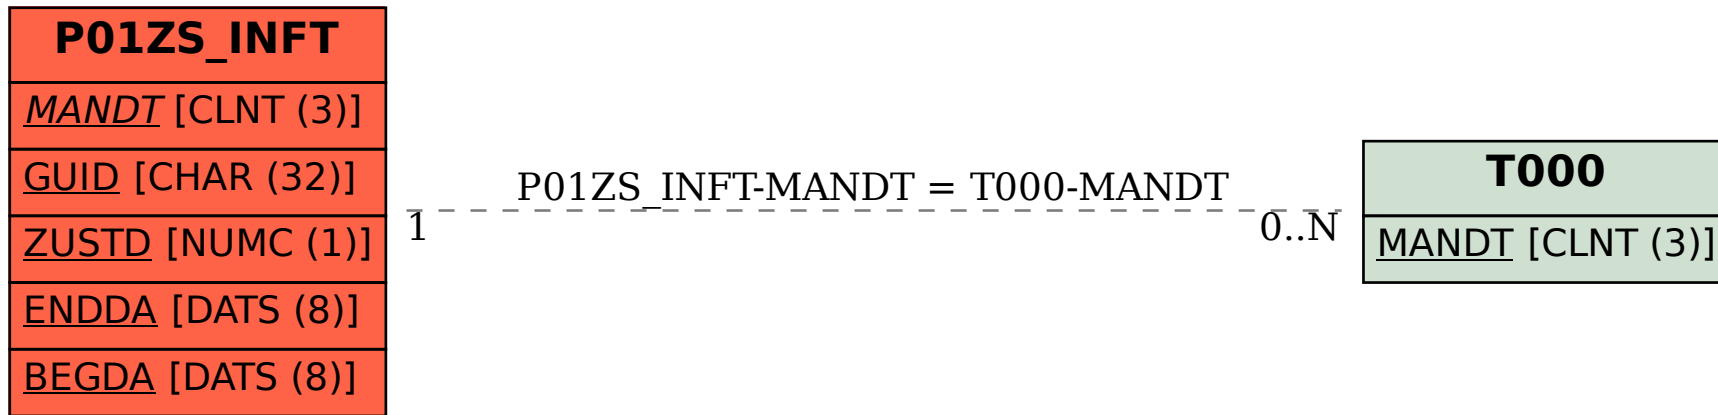 P01ZS_INFT
MANDT [CLNT (3)]
GUID [CHAR (32)]
ZUSTD [NUMC (1)]
ENDDA [DATS (8)]
BEGDA [DATS (8)]
P01ZS_INFT-MANDT = T000-MANDT
1
0..N
T000
MANDT [CLNT (3)]